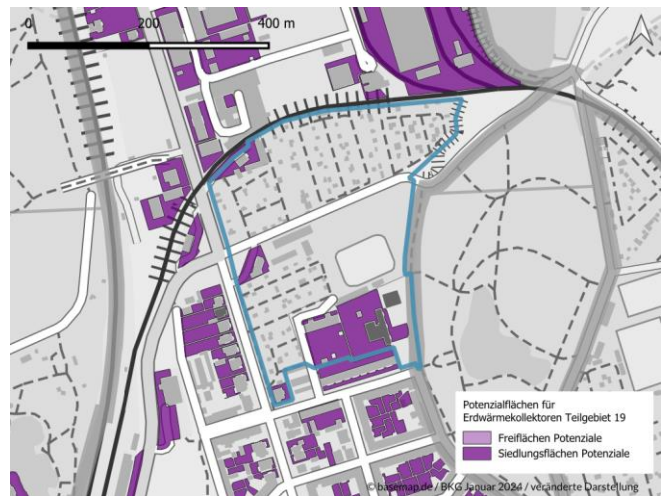 0 200 400 m
Potenzialflächen für
Erdwärmekollektoren Teilgebiet 19
Freiflächen Potenziale
Siedlungsflächen Potenziale
© basemap.de / BKG Januar 2024 / veränderte Darstellung